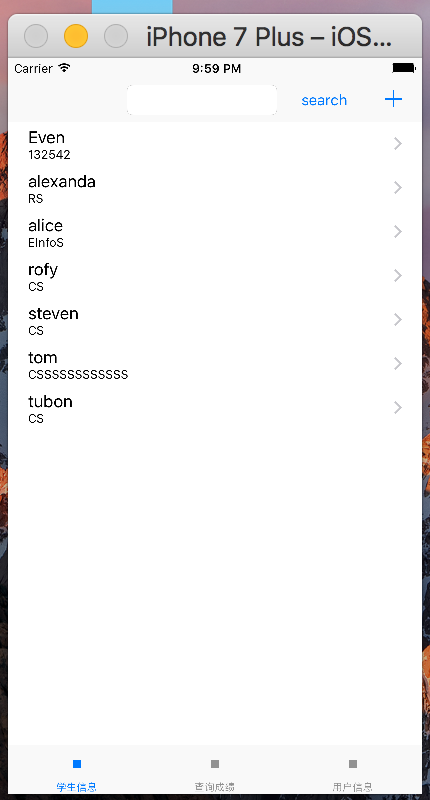 iPhone 7 Plus – iOS...
Carrier 9:59 PM
search +
Even
132542
alexanda
RS
alice
EInfoS
rofy
CS
steven
CS
tom
CSSSSSSSSSSSS
tubon
CS
学生信息 查询成绩 用户信息